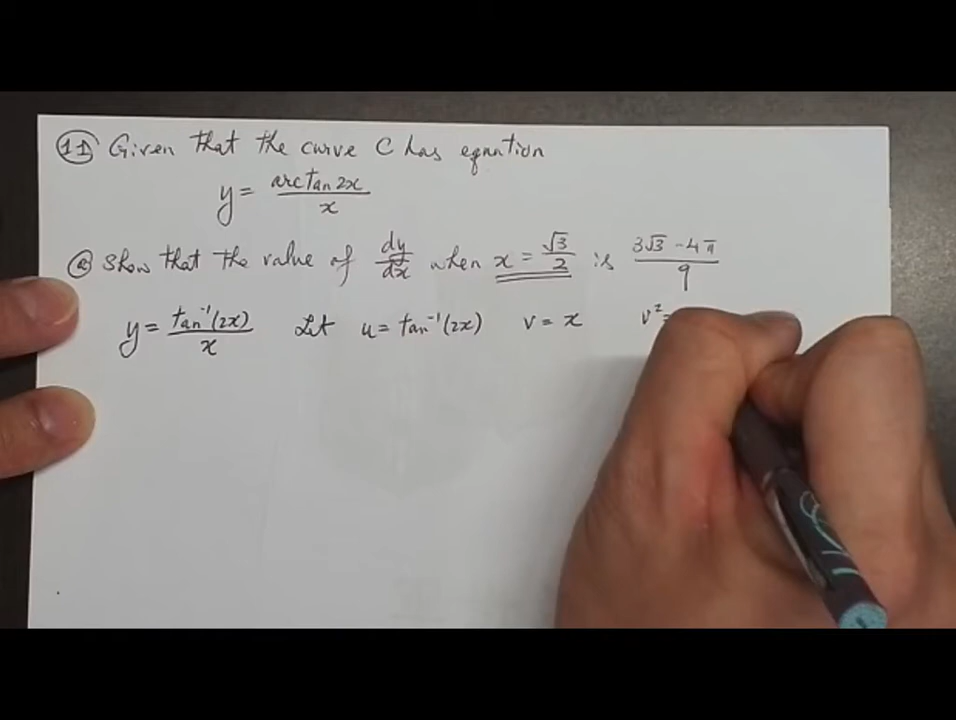 11 Given that the curve C has equation
y = arctan 2x / x
ⓐ Show that the value of dy/dx when x = √3/2 is (3√3 - 4π)/9
y = tan⁻¹(2x) / x Let u = tan⁻¹(2x) v = x v² =